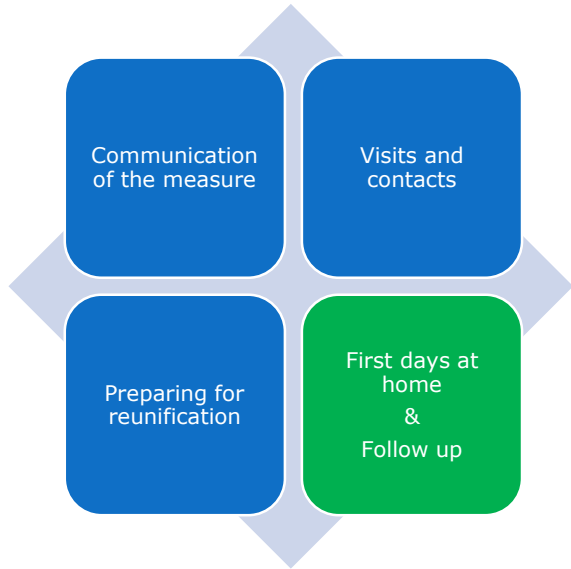 Communication
of the measure
Visits and
contacts
Preparing for
reunification
First days at
home
&
Follow up